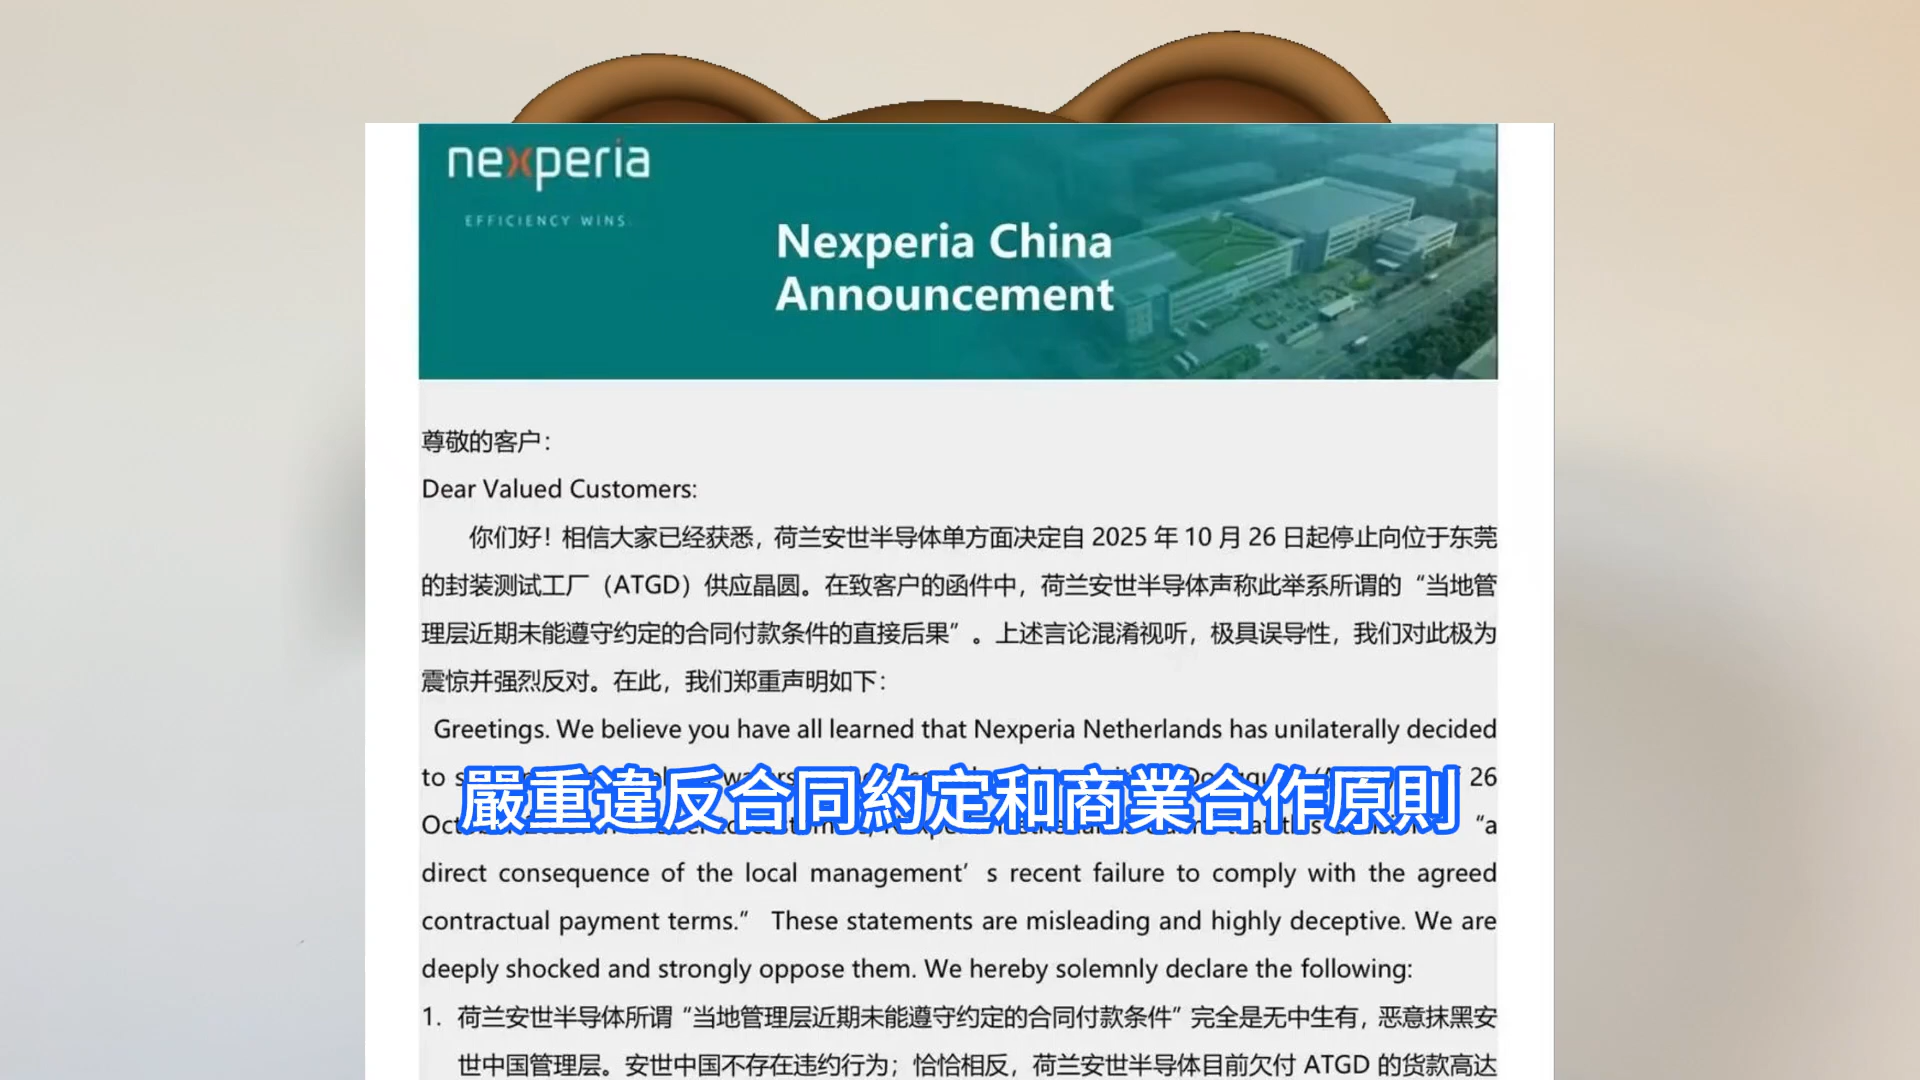 nexperia
EFFICIENCY WINS.
Nexperia China
Announcement
尊敬的客户：
Dear Valued Customers:
你们好！相信大家已经获悉，荷兰安世半导体单方面决定自 2025 年 10 月 26 日起停止向位于东莞
的封装测试工厂（ATGD）供应晶圆。在致客户的函件中，荷兰安世半导体声称此举系所谓的“当地管
理层近期未能遵守约定的合同付款条件的直接后果”。上述言论混淆视听，极具误导性，我们对此极为
震惊并强烈反对。在此，我们郑重声明如下：
Greetings. We believe you have all learned that Nexperia Netherlands has unilaterally decided
to 26
嚴重違反合同約定和商業合作原則
“a
direct consequence of the local management’s recent failure to comply with the agreed
contractual payment terms.” These statements are misleading and highly deceptive. We are
deeply shocked and strongly oppose them. We hereby solemnly declare the following:
1. 荷兰安世半导体所谓“当地管理层近期未能遵守约定的合同付款条件”完全是无中生有，恶意抹黑安
世中国管理层。安世中国不存在违约行为；恰恰相反，荷兰安世半导体目前欠付 ATGD 的货款高达